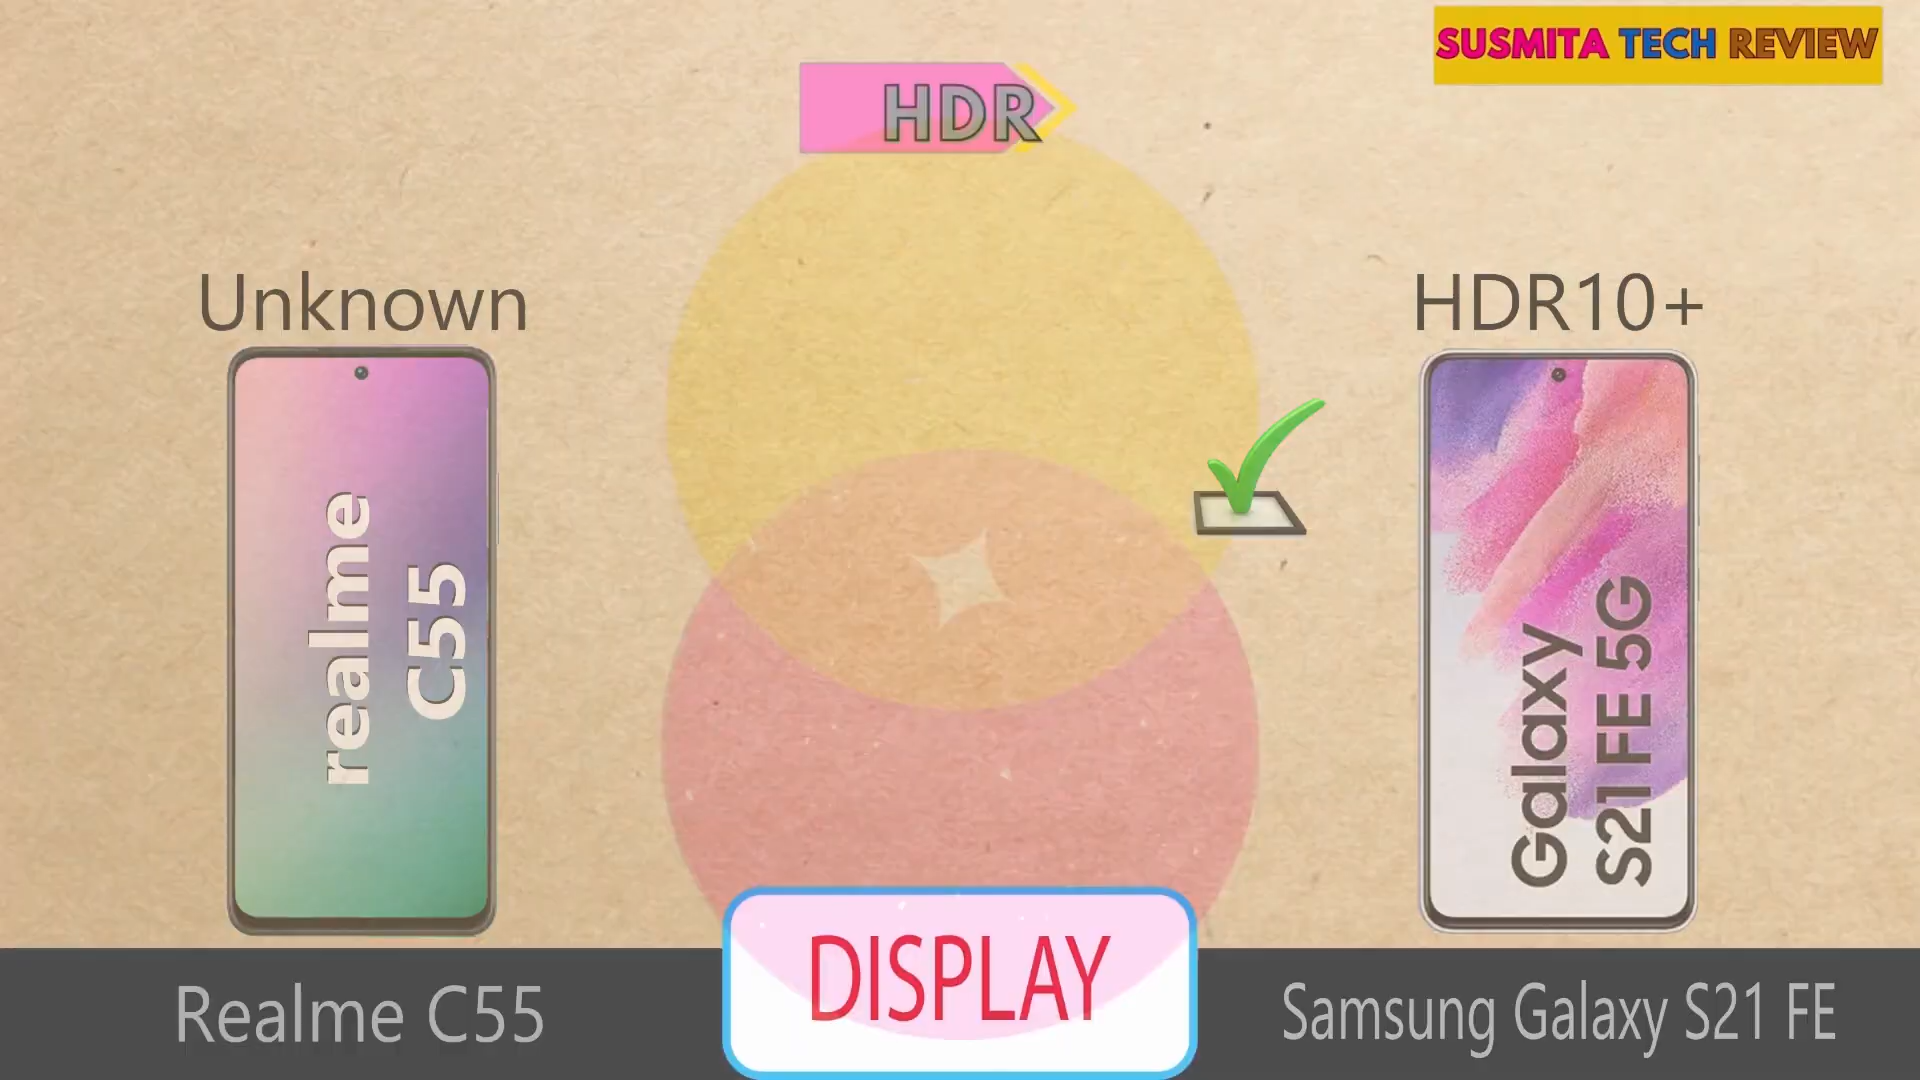 SUSMITA TECH REVIEW
HDR
Unknown
HDR10+
realme
C55
Galaxy
S21 FE 5G
Realme C55
DISPLAY
Samsung Galaxy S21 FE